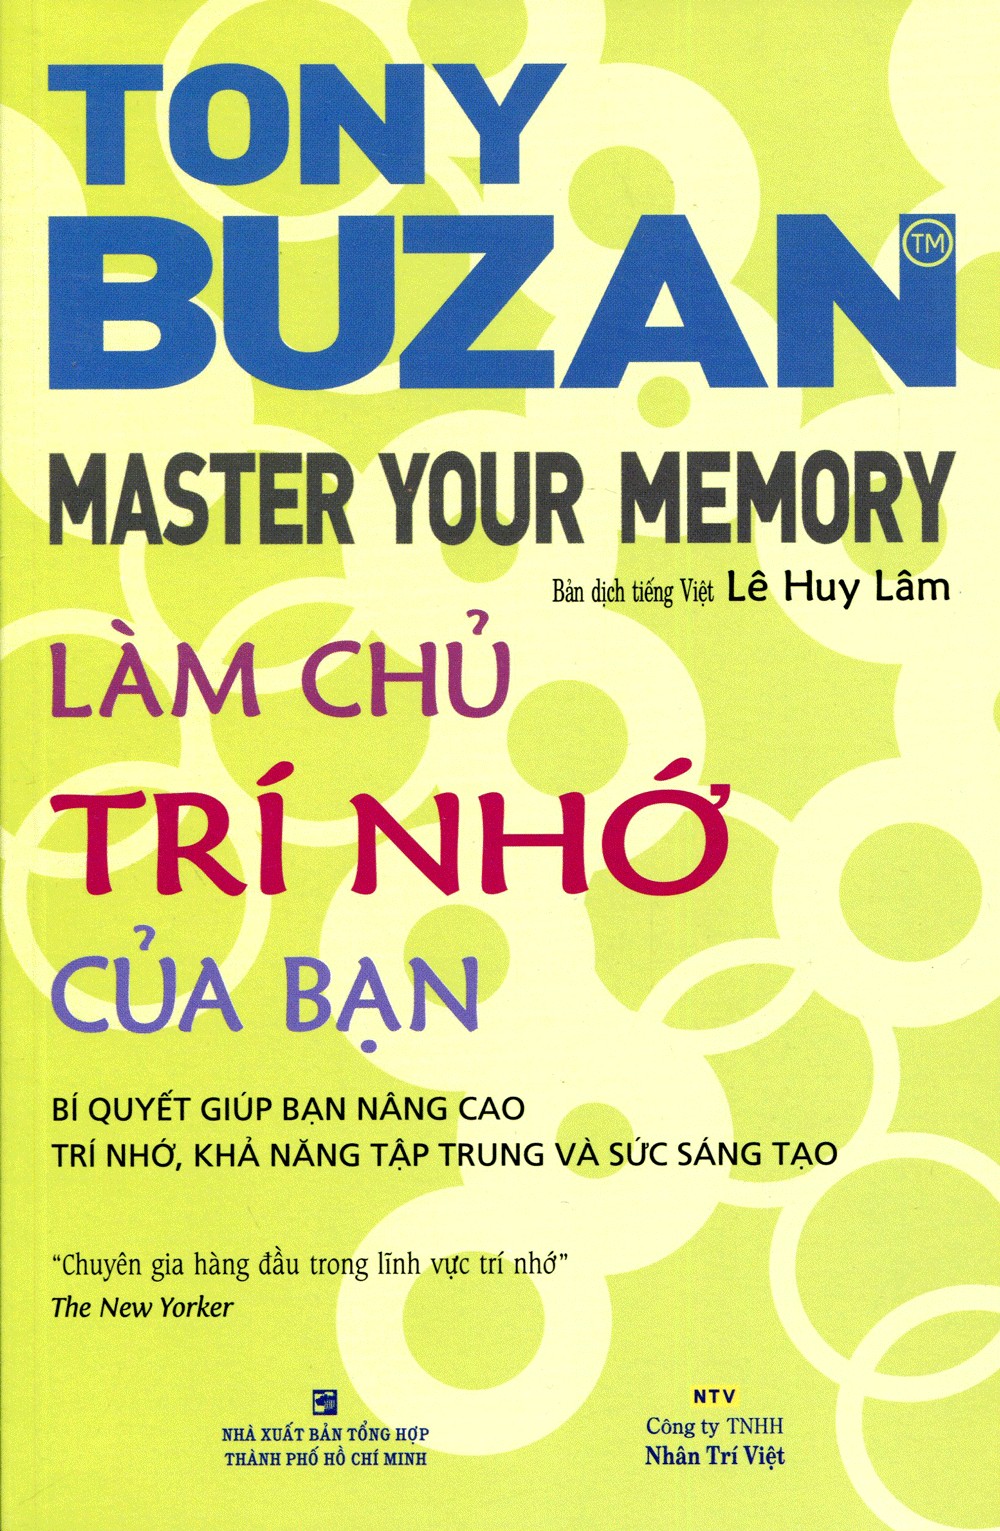 TONY
BUZAN TM
MASTER YOUR MEMORY
Bản dịch tiếng Việt Lê Huy Lâm
LÀM CHỦ
TRÍ NHỚ
CỦA BẠN
BÍ QUYẾT GIÚP BẠN NÂNG CAO
TRÍ NHỚ, KHẢ NĂNG TẬP TRUNG VÀ SỨC SÁNG TẠO
“Chuyên gia hàng đầu trong lĩnh vực trí nhớ”
The New Yorker
NHÀ XUẤT BẢN TỔNG HỢP
THÀNH PHỐ HỒ CHÍ MINH
NTV
Công ty TNHH
Nhân Trí Việt